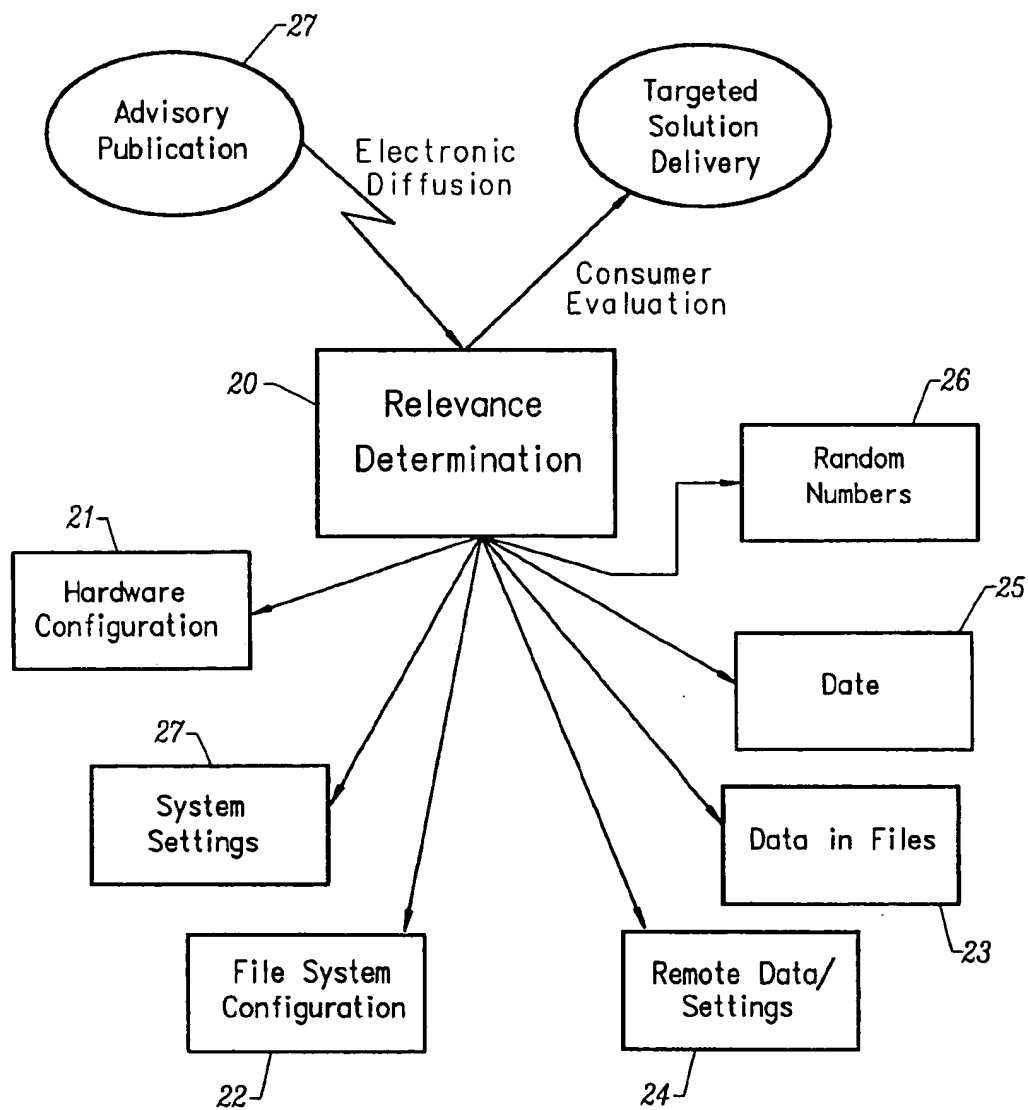 27
Advisory
Publication
Targeted
Solution
Delivery
Electronic
Diffusion
Consumer
Evaluation
20
Relevance
Determination
26
Random
Numbers
21
Hardware
Configuration
25
Date
27
System
Settings
Data in Files
23
File System
Configuration
22
Remote Data/
Settings
24